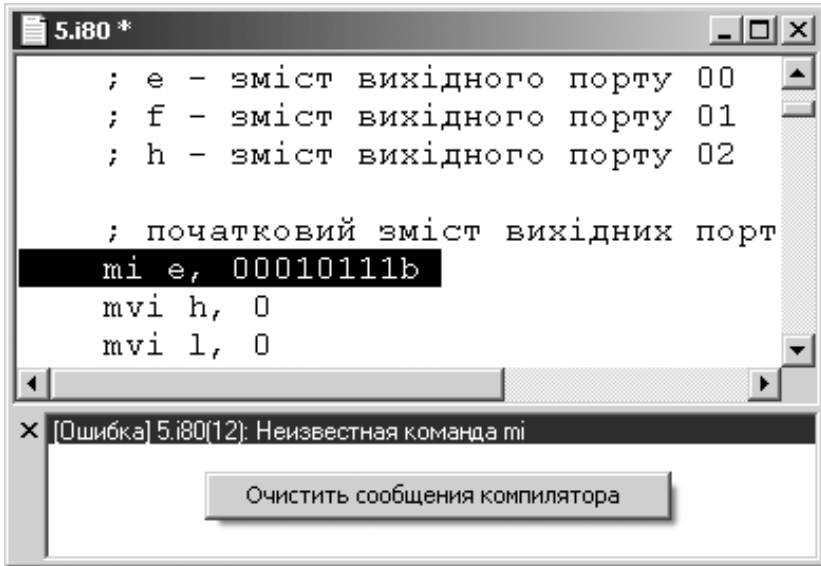 5.i80 *
; e - зміст вихідного порту 00
; f - зміст вихідного порту 01
; h - зміст вихідного порту 02
; початковий зміст вихідних порт
mi e, 00010111b
mvi h, 0
mvi l, 0
[Ошибка] 5.i80(12): Неизвестная команда mi
Очистить сообщения компилятора